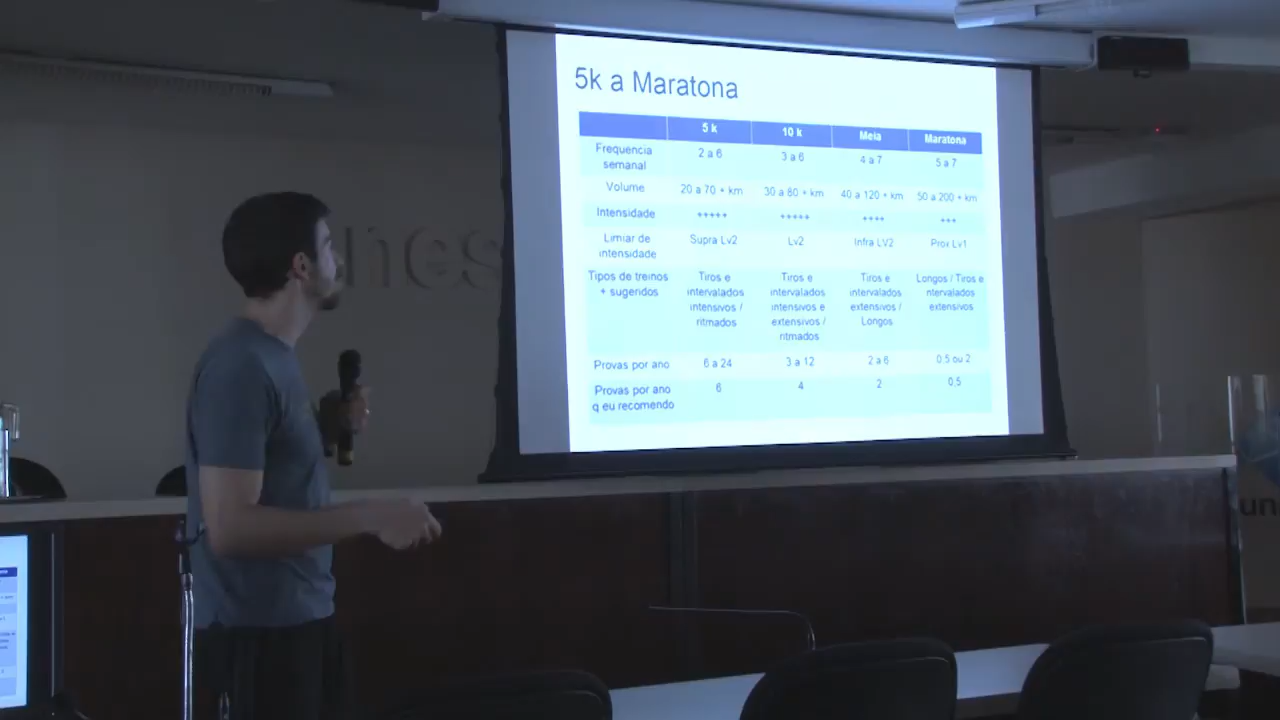 5k a Maratona
5 k 10 k Meia Maratona
Frequencia semanal 2 a 6 3 a 6 4 a 7 5 a 7
Volume 20 a 70 + km 30 a 80 + km 40 a 120 + km 50 a 200 + km
Intensidade +++++ +++++ ++++ +++
Limiar de intensidade Supra Lv2 Lv2 Infra LV2 Prox Lv1
Tipos de treinos + sugeridos
Tiros e intervalados intensivos / ritmados
Tiros e intervalados intensivos e extensivos / ritmados
Tiros e intervalados extensivos / Longos
Longos / Tiros e ntervalados extensivos
Provas por ano 6 a 24 3 a 12 2 a 6 0.5 ou 2
Provas por ano q eu recomendo 6 4 2 0,5
nes
un